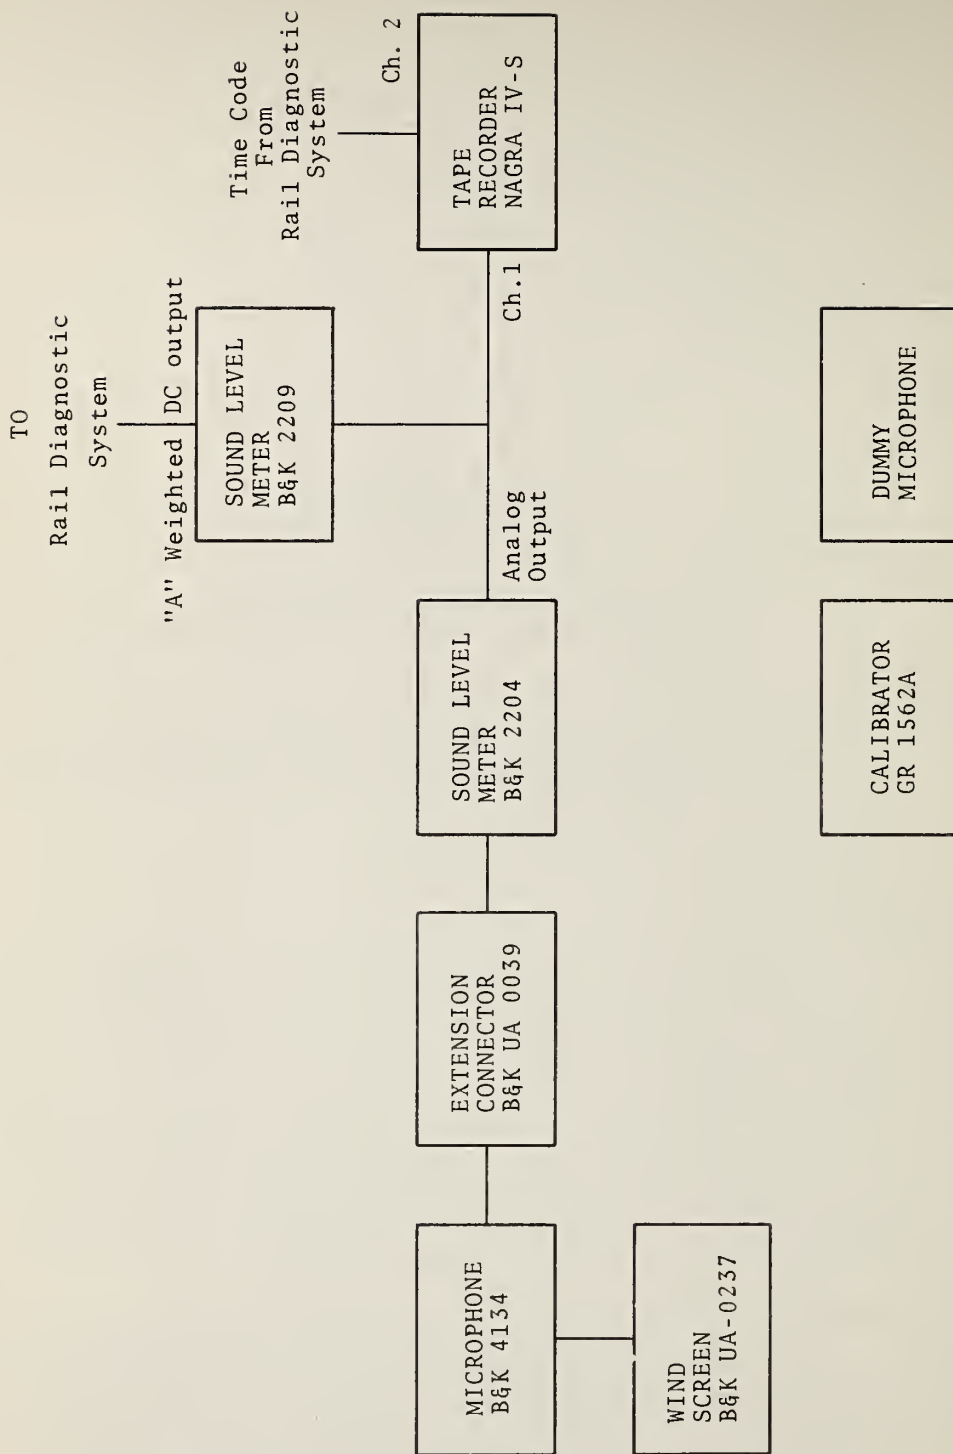 TO
Rail Diagnostic
System
"A" Weighted DC output
Time Code
From
Rail Diagnostic
System
SOUND LEVEL
METER
B&K 2209
Ch. 2
MICROPHONE
B&K 4134
EXTENSION
CONNECTOR
B&K UA 0039
SOUND LEVEL
METER
B&K 2204
Analog
Output
Ch.1
TAPE
RECORDER
NAGRA IV-S
WIND
SCREEN
B&K UA-0237
CALIBRATOR
GR 1562A
DUMMY
MICROPHONE